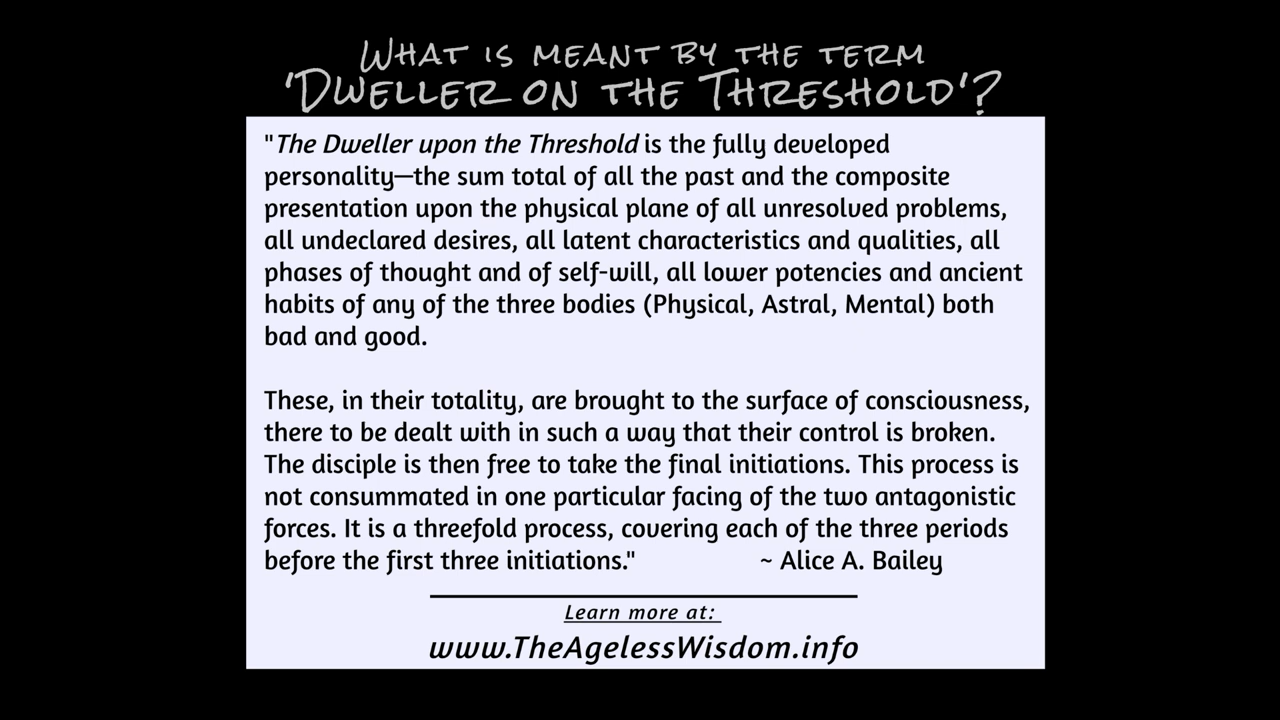 What is meant by the term
'Dweller on the Threshold'?
"The Dweller upon the Threshold is the fully developed
personality—the sum total of all the past and the composite
presentation upon the physical plane of all unresolved problems,
all undeclared desires, all latent characteristics and qualities, all
phases of thought and of self-will, all lower potencies and ancient
habits of any of the three bodies (Physical, Astral, Mental) both
bad and good.
These, in their totality, are brought to the surface of consciousness,
there to be dealt with in such a way that their control is broken.
The disciple is then free to take the final initiations. This process is
not consummated in one particular facing of the two antagonistic
forces. It is a threefold process, covering each of the three periods
before the first three initiations." ~ Alice A. Bailey
Learn more at:
www.TheAgelessWisdom.info